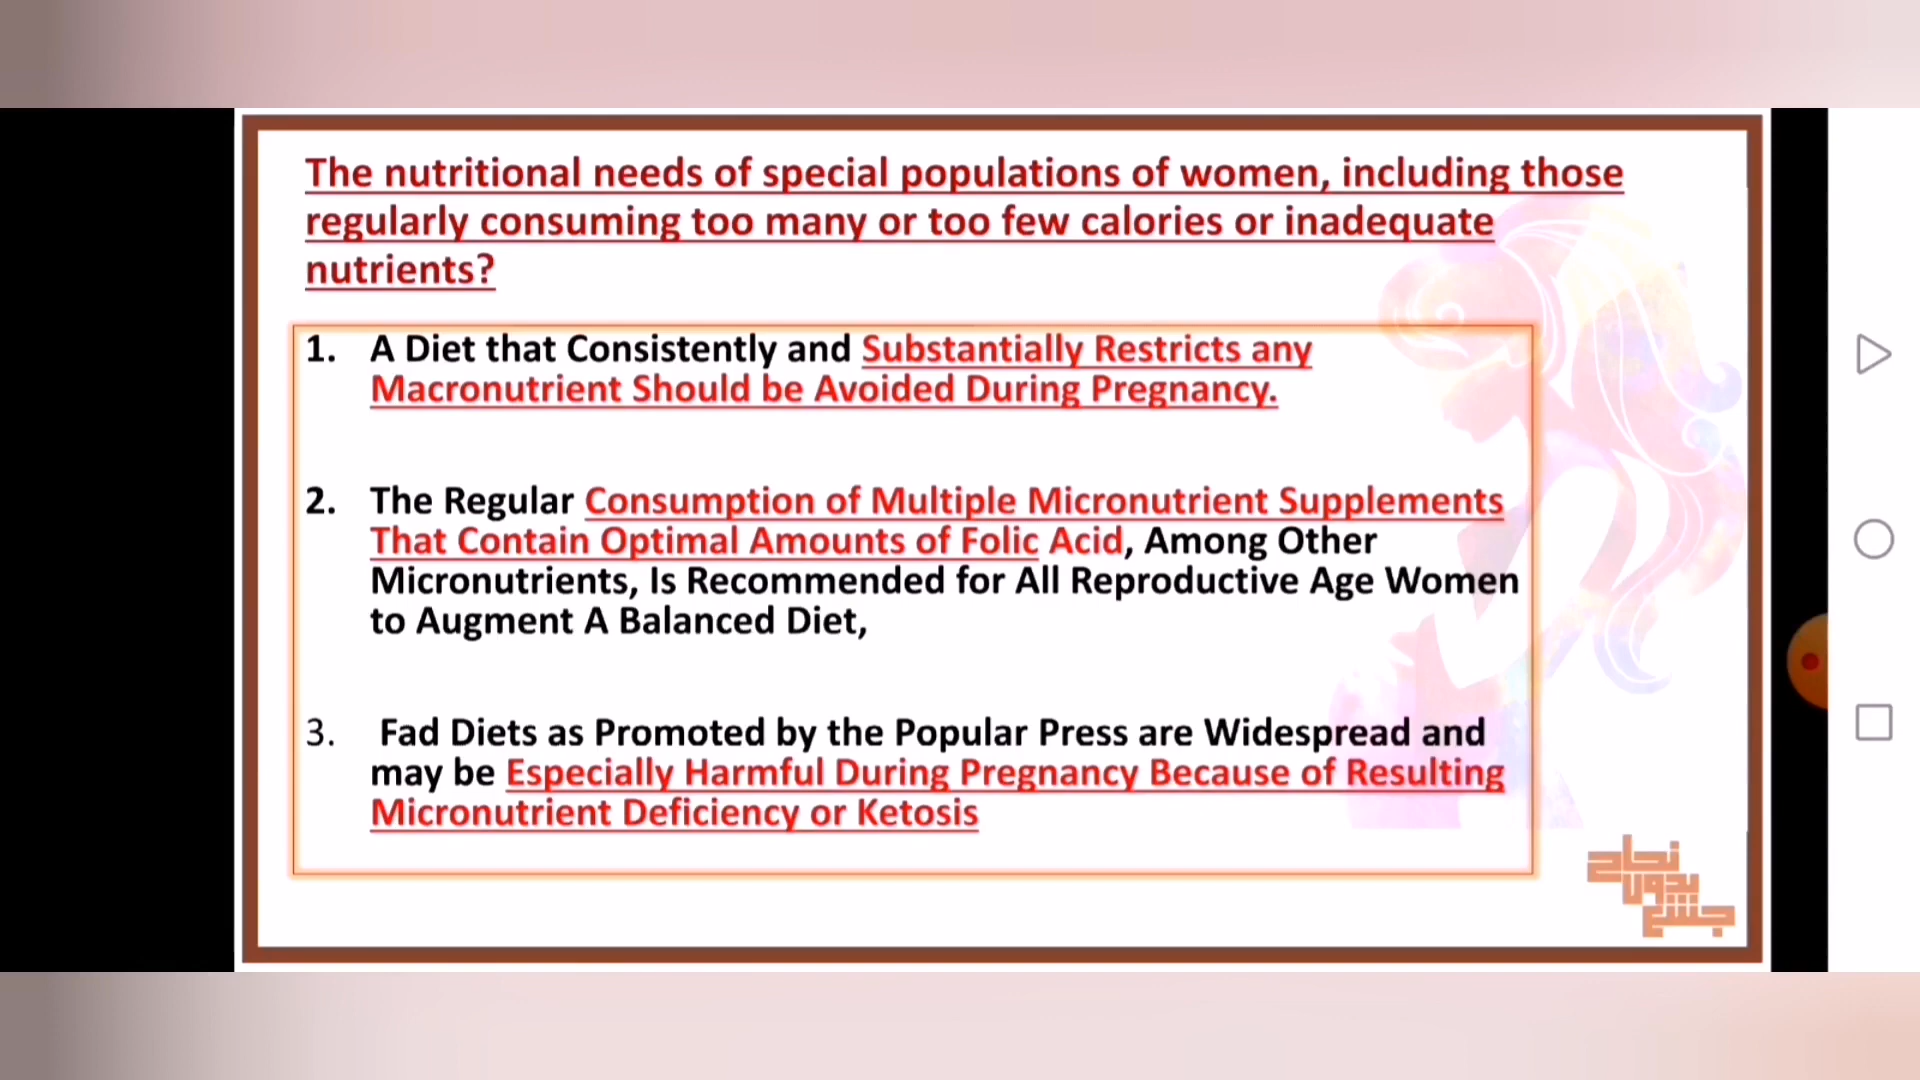 The nutritional needs of special populations of women, including those
regularly consuming too many or too few calories or inadequate
nutrients?
1. A Diet that Consistently and Substantially Restricts any
Macronutrient Should be Avoided During Pregnancy.
2. The Regular Consumption of Multiple Micronutrient Supplements
That Contain Optimal Amounts of Folic Acid, Among Other
Micronutrients, Is Recommended for All Reproductive Age Women
to Augment A Balanced Diet,
3. Fad Diets as Promoted by the Popular Press are Widespread and
may be Especially Harmful During Pregnancy Because of Resulting
Micronutrient Deficiency or Ketosis
نجاح
بدون
جشع